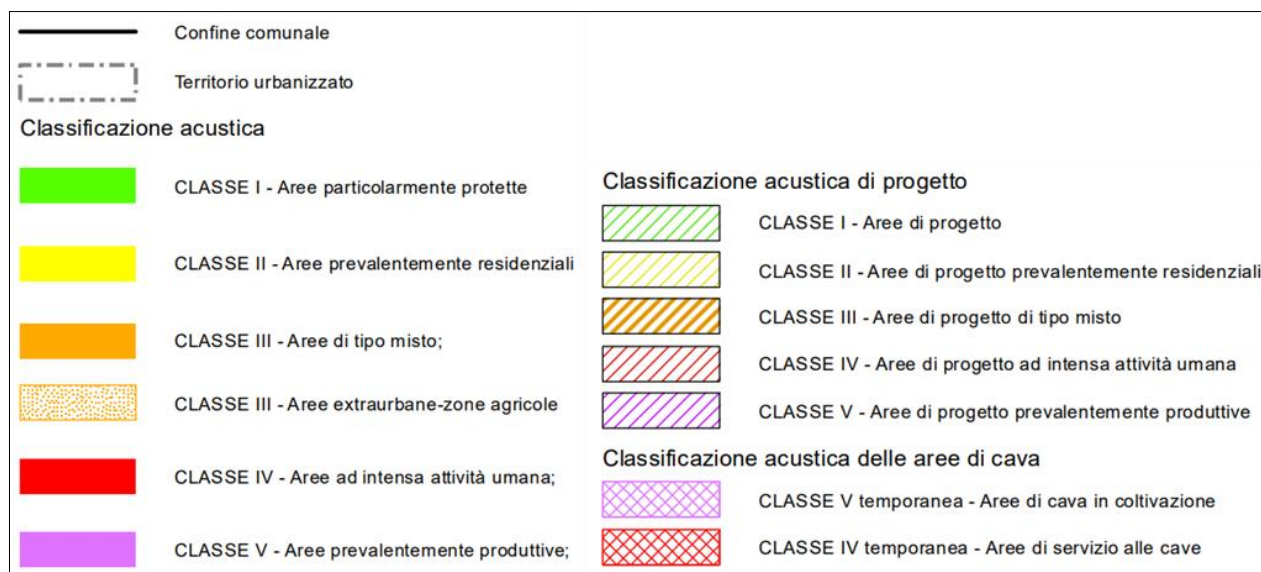 Confine comunale
Territorio urbanizzato
Classificazione acustica
CLASSE I - Aree particolarmente protette
CLASSE II - Aree prevalentemente residenziali
CLASSE III - Aree di tipo misto;
CLASSE III - Aree extraurbane-zone agricole
CLASSE IV - Aree ad intensa attività umana;
CLASSE V - Aree prevalentemente produttive;
Classificazione acustica di progetto
CLASSE I - Aree di progetto
CLASSE II - Aree di progetto prevalentemente residenziali
CLASSE III - Aree di progetto di tipo misto
CLASSE IV - Aree di progetto ad intensa attività umana
CLASSE V - Aree di progetto prevalentemente produttive
Classificazione acustica delle aree di cava
CLASSE V temporanea - Aree di cava in coltivazione
CLASSE IV temporanea - Aree di servizio alle cave